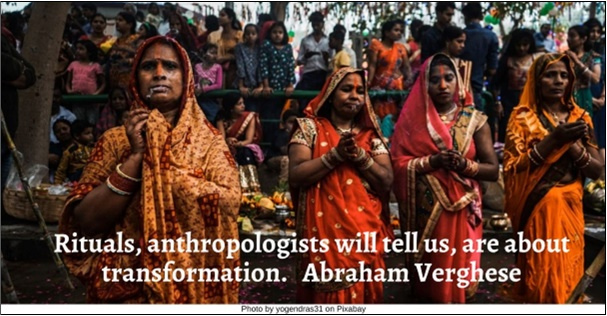 Rituals, anthropologists will tell us, are about
transformation.   Abraham Verghese
Photo by yogendras31 on Pixabay